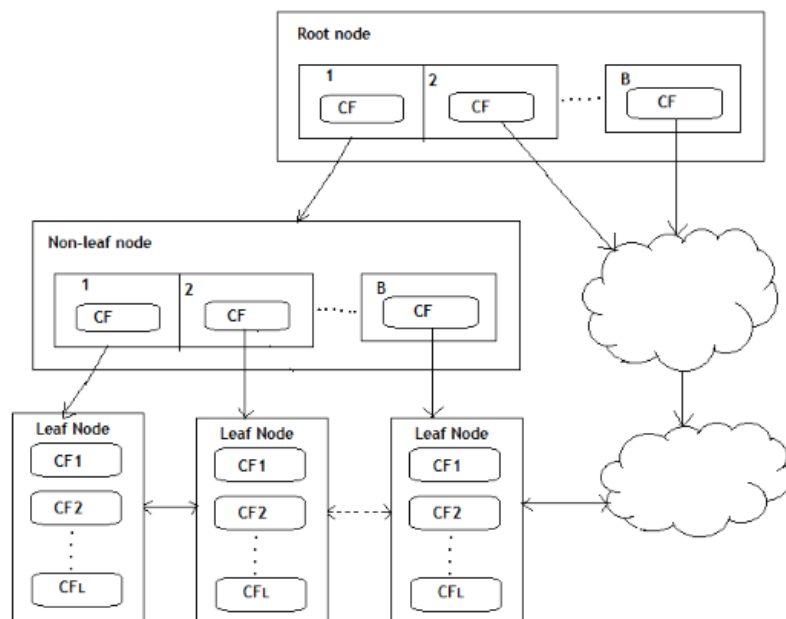 Root node
1
2
B
CF
CF
CF
Non-leaf node
1
2
B
CF
CF
CF
Leaf Node
Leaf Node
Leaf Node
CF1
CF1
CF1
CF2
CF2
CF2
CFL
CFL
CFL